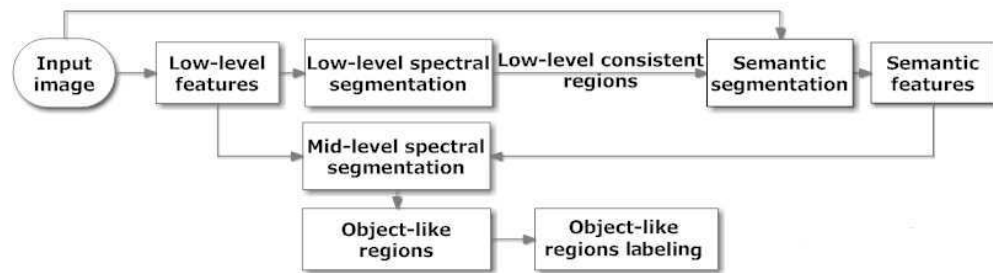 Input
image
Low-level
features
Low-level spectral
segmentation
Low-level consistent
regions
Semantic
segmentation
Semantic
features
Mid-level spectral
segmentation
Object-like
regions
Object-like
regions labeling